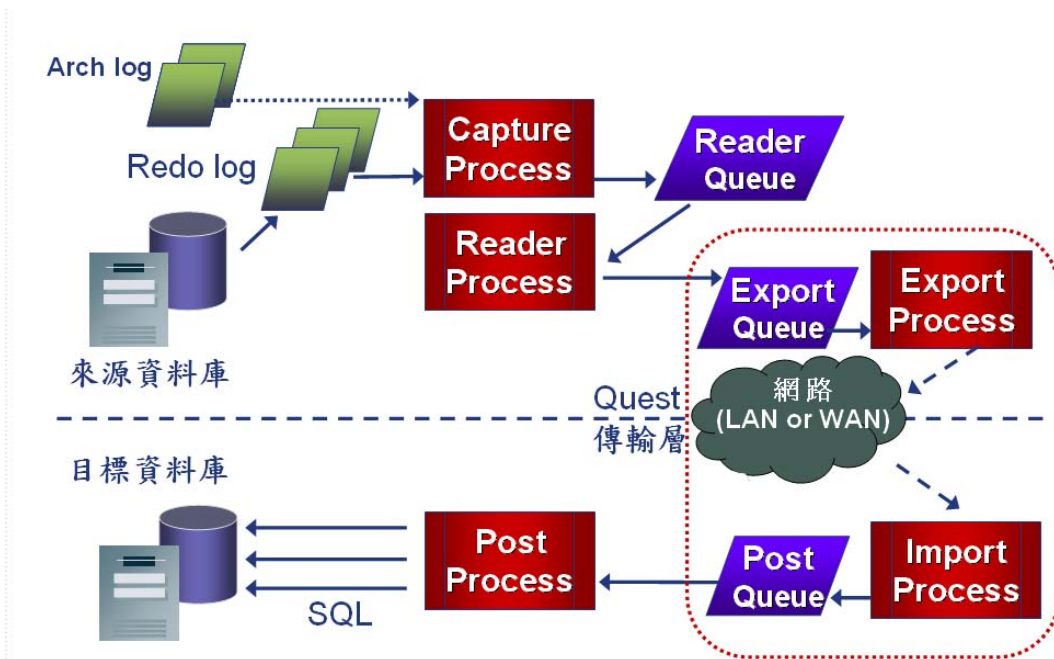 Arch log
Capture
Process
Reader
Queue
Redo log
Reader
Process
Export
Queue
Export
Process
來源資料庫
Quest
傳輸層
網路
(LAN or WAN)
目標資料庫
Post
Process
Post
Queue
Import
Process
SQL